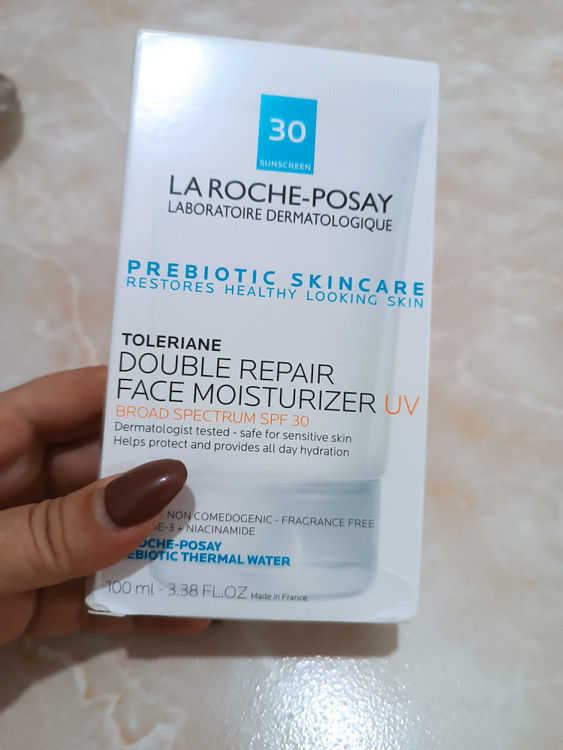 30
SUNSCREEN
LA ROCHE-POSAY
LABORATOIRE DERMATOLOGIQUE
PREBIOTIC SKINCARE
RESTORES HEALTHY LOOKING SKIN
TOLERIANE
DOUBLE REPAIR
FACE MOISTURIZER UV
BROAD SPECTRUM SPF 30
Dermatologist tested - safe for sensitive skin
Helps protect and provides all day hydration
NON COMEDOGENIC - FRAGRANCE FREE
-3 + NIACINAMIDE
OCHE-POSAY
EBIOTIC THERMAL WATER
100 ml - 3.38 FL.OZ Made in France